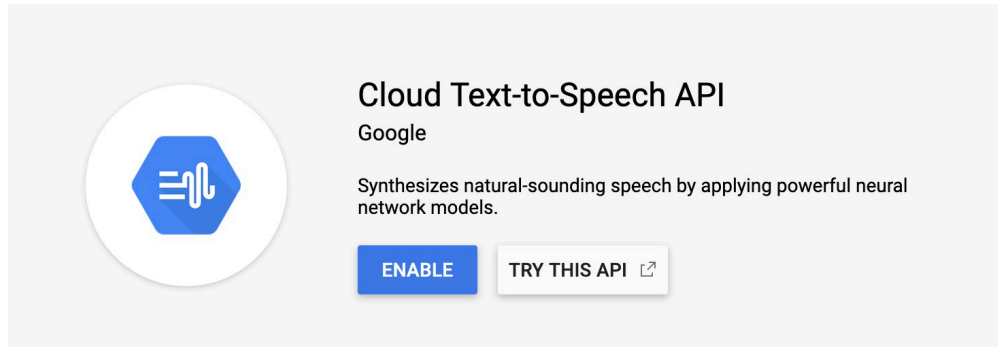 Cloud Text-to-Speech API
Google
Synthesizes natural-sounding speech by applying powerful neural
network models.
ENABLE
TRY THIS API